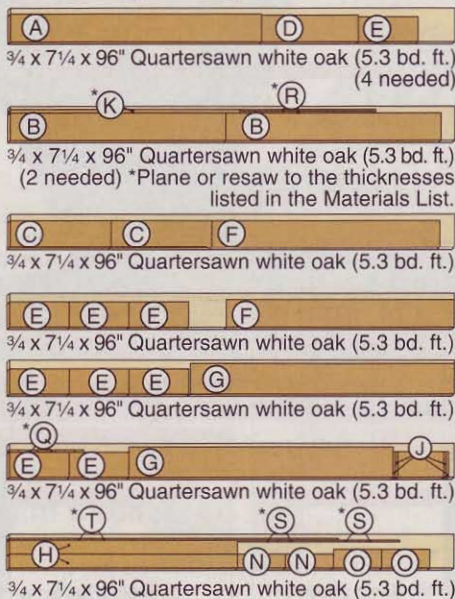 A D E
¾ x 7¼ x 96" Quartersawn white oak (5.3 bd. ft.)
(4 needed)
*K *R
B B
¾ x 7¼ x 96" Quartersawn white oak (5.3 bd. ft.)
(2 needed) *Plane or resaw to the thicknesses
listed in the Materials List.
C C F
¾ x 7¼ x 96" Quartersawn white oak (5.3 bd. ft.)
E E E F
¾ x 7¼ x 96" Quartersawn white oak (5.3 bd. ft.)
E E E G
¾ x 7¼ x 96" Quartersawn white oak (5.3 bd. ft.)
*Q J
E E G
¾ x 7¼ x 96" Quartersawn white oak (5.3 bd. ft.)
*T *S *S
H N N O O
¾ x 7¼ x 96" Quartersawn white oak (5.3 bd. ft.)